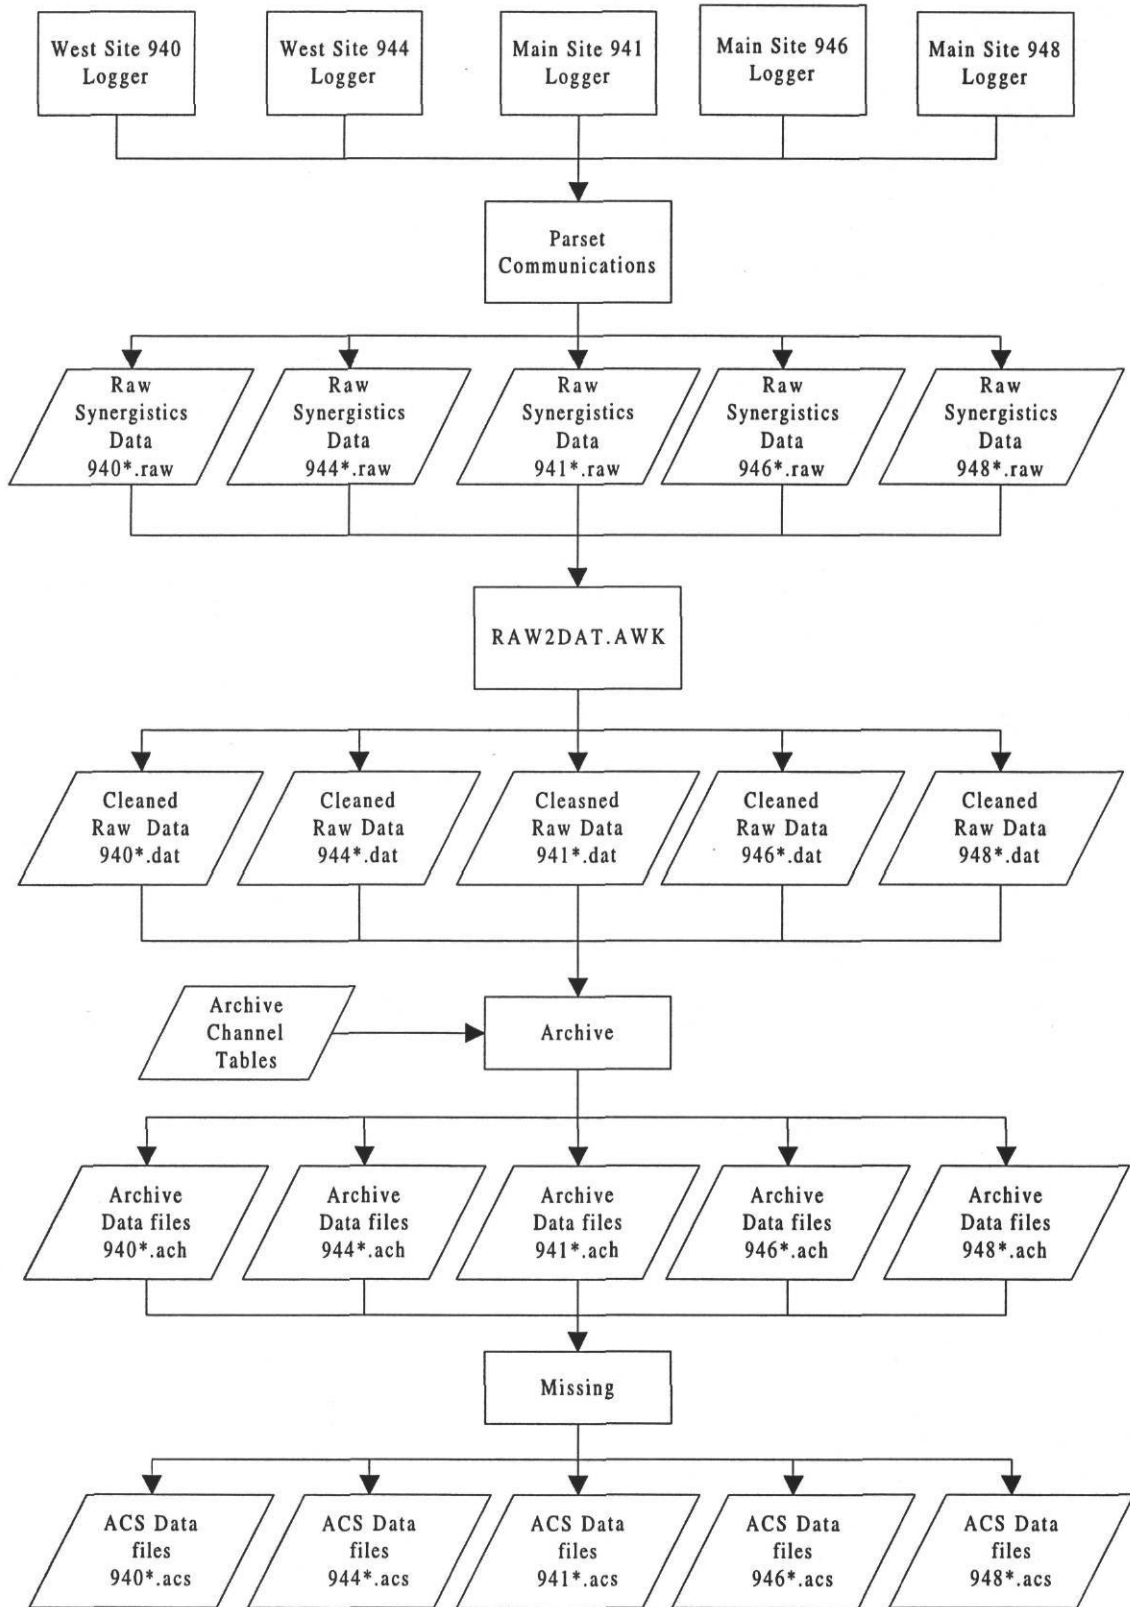 West Site 940
Logger
West Site 944
Logger
Main Site 941
Logger
Main Site 946
Logger
Main Site 948
Logger
Parset
Communications
Raw
Synergistics
Data
940*.raw
Raw
Synergistics
Data
944*.raw
Raw
Synergistics
Data
941*.raw
Raw
Synergistics
Data
946*.raw
Raw
Synergistics
Data
948*.raw
RAW2DAT.AWK
Cleaned
Raw Data
940*.dat
Cleaned
Raw Data
944*.dat
Cleasned
Raw Data
941*.dat
Cleaned
Raw Data
946*.dat
Cleaned
Raw Data
948*.dat
Archive
Channel
Tables
Archive
Archive
Data files
940*.ach
Archive
Data files
944*.ach
Archive
Data files
941*.ach
Archive
Data files
946*.ach
Archive
Data files
948*.ach
Missing
ACS Data
files
940*.acs
ACS Data
files
944*.acs
ACS Data
files
941*.acs
ACS Data
files
946*.acs
ACS Data
files
948*.acs